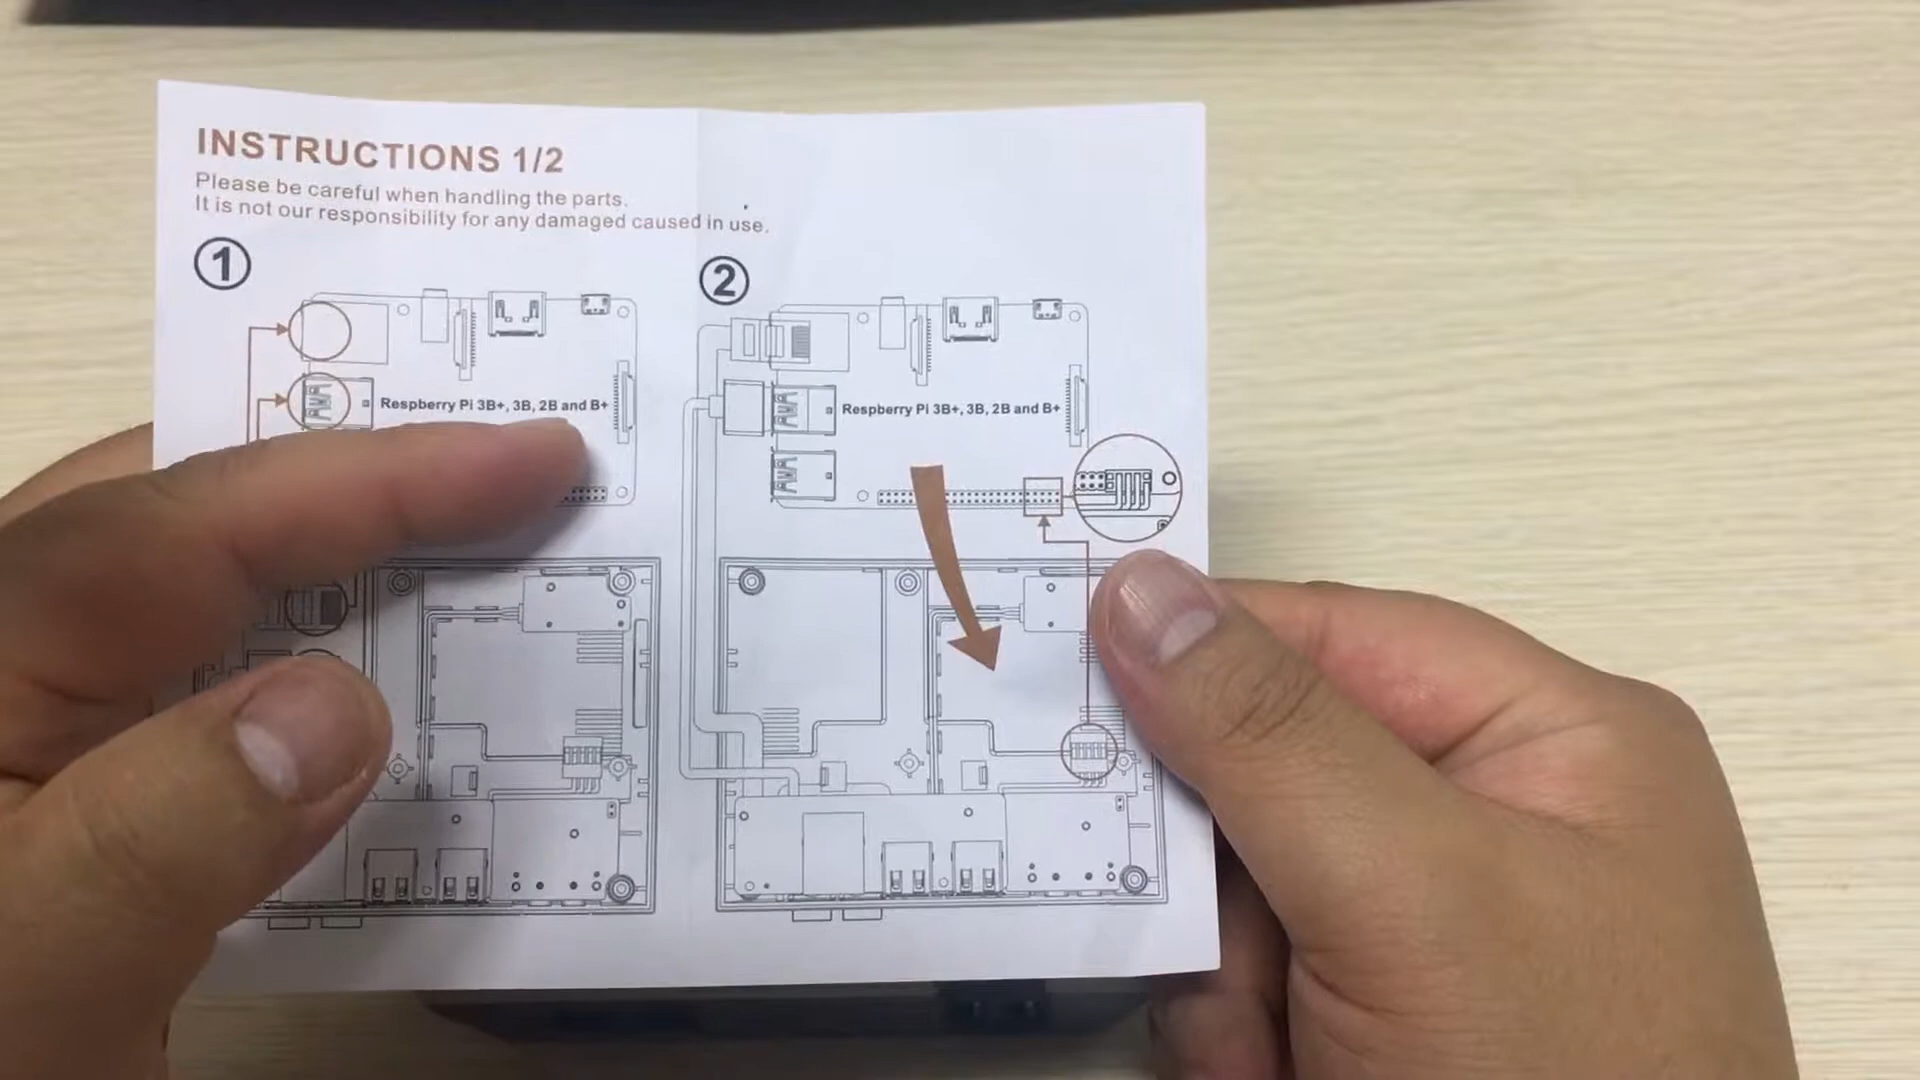 INSTRUCTIONS 1/2
Please be careful when handling the parts.
It is not our responsibility for any damaged caused in use.
1
2
Respberry Pi 3B+, 3B, 2B and B+
Respberry Pi 3B+, 3B, 2B and B+